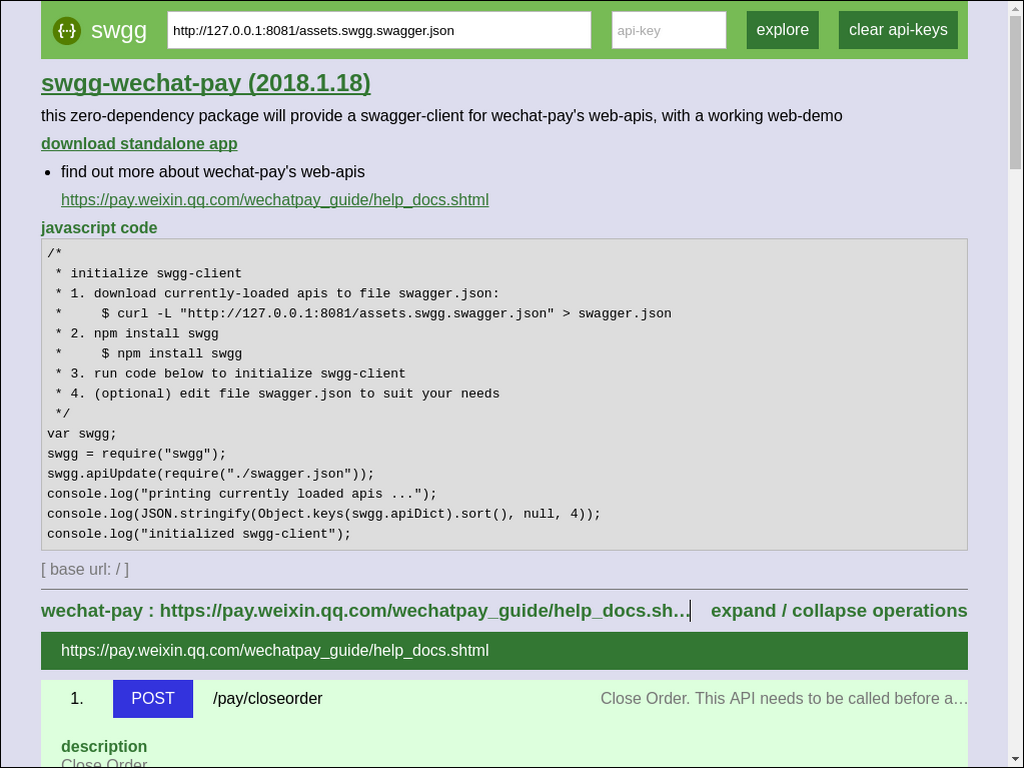 {··} swgg http://127.0.0.1:8081/assets.swgg.swagger.json api-key explore clear api-keys
swgg-wechat-pay (2018.1.18)
this zero-dependency package will provide a swagger-client for wechat-pay's web-apis, with a working web-demo
download standalone app
• find out more about wechat-pay's web-apis
https://pay.weixin.qq.com/wechatpay_guide/help_docs.shtml
javascript code
/*
 * initialize swgg-client
 * 1. download currently-loaded apis to file swagger.json:
 *     $ curl -L "http://127.0.0.1:8081/assets.swgg.swagger.json" > swagger.json
 * 2. npm install swgg
 *     $ npm install swgg
 * 3. run code below to initialize swgg-client
 * 4. (optional) edit file swagger.json to suit your needs
 */
var swgg;
swgg = require("swgg");
swgg.apiUpdate(require("./swagger.json"));
console.log("printing currently loaded apis ...");
console.log(JSON.stringify(Object.keys(swgg.apiDict).sort(), null, 4));
console.log("initialized swgg-client");
[ base url: / ]
wechat-pay : https://pay.weixin.qq.com/wechatpay_guide/help_docs.sh... expand / collapse operations
https://pay.weixin.qq.com/wechatpay_guide/help_docs.shtml
1. POST /pay/closeorder Close Order. This API needs to be called before a...
description
Close Order